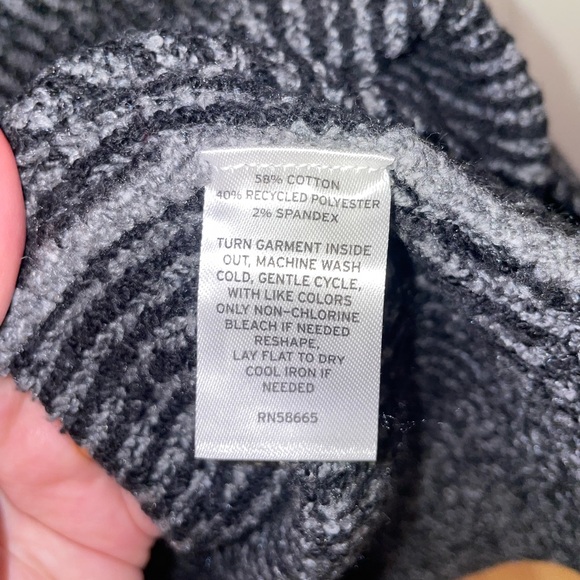 58% COTTON
40% RECYCLED POLYESTER
2% SPANDEX
TURN GARMENT INSIDE
OUT, MACHINE WASH
COLD, GENTLE CYCLE,
WITH LIKE COLORS
ONLY NON-CHLORINE
BLEACH IF NEEDED
RESHAPE,
LAY FLAT TO DRY
COOL IRON IF
NEEDED
RN58665